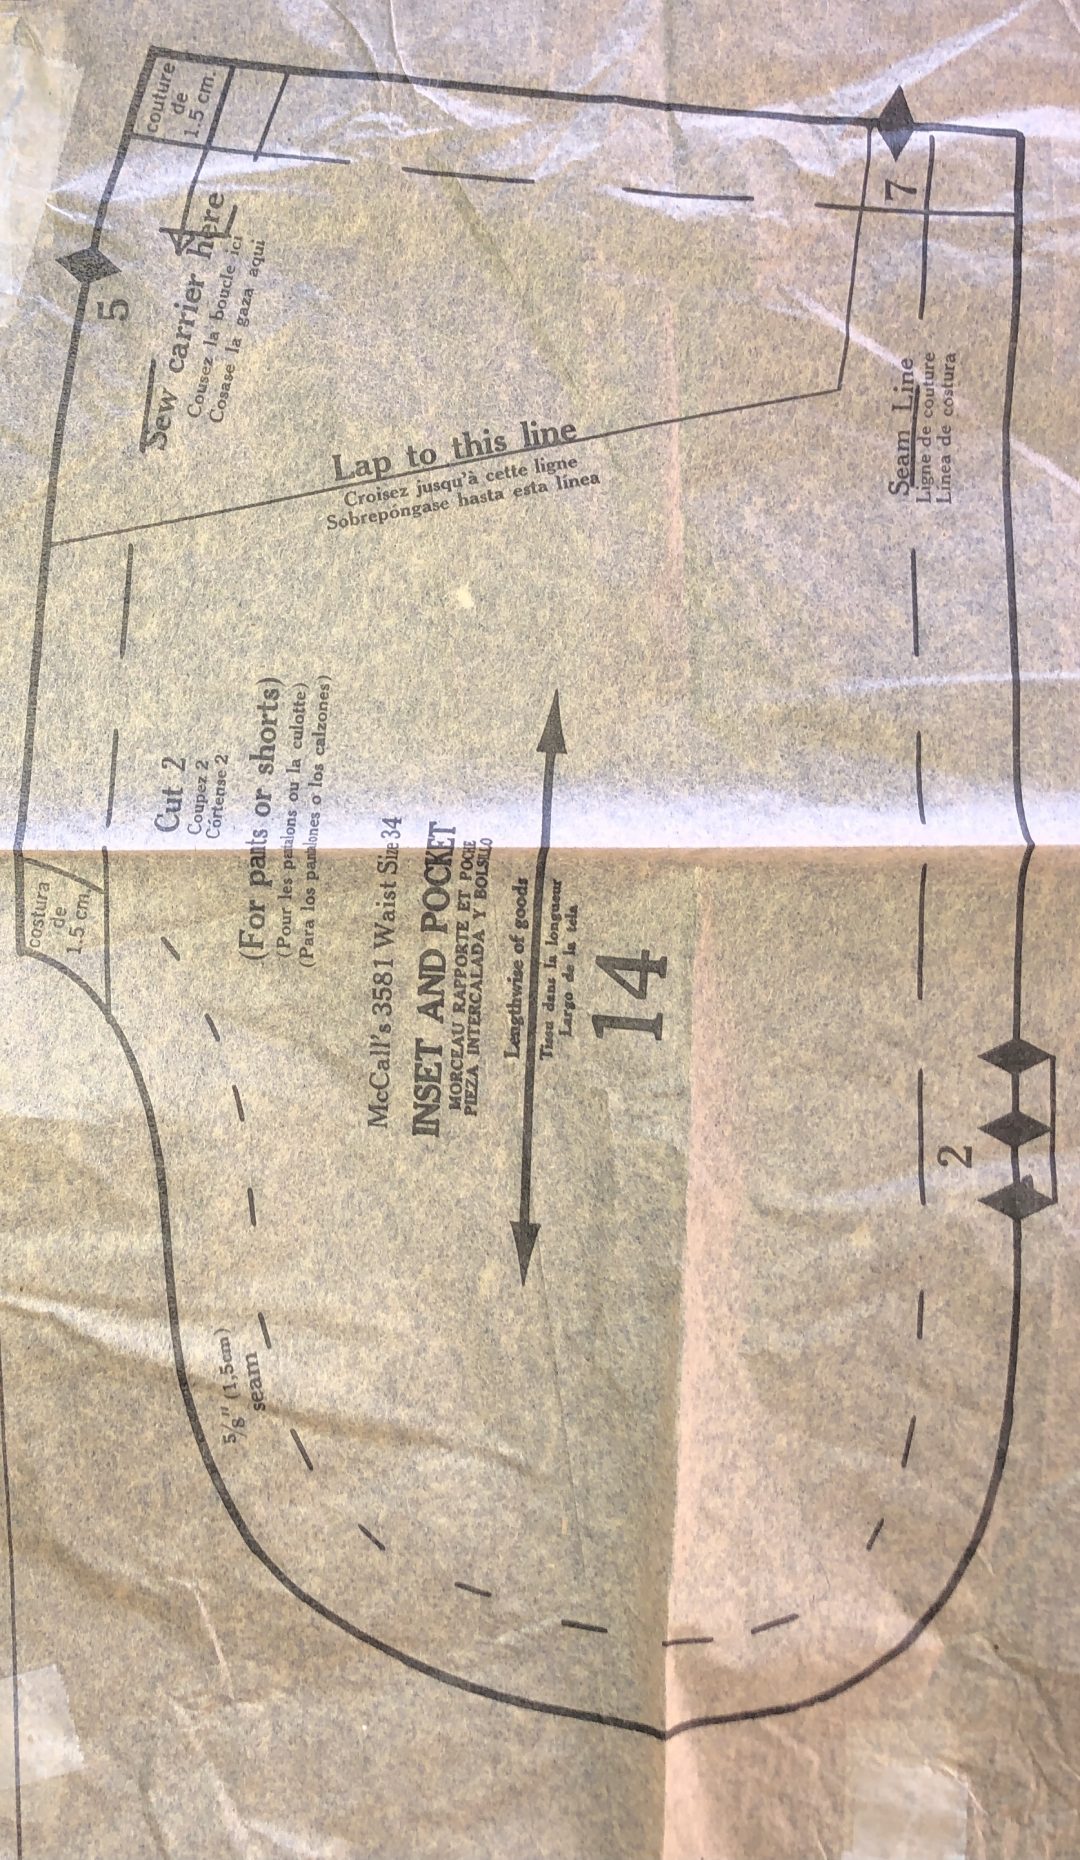 couture
de
1.5 cm.
5
Sew carrier here
Cousez la boucle ici
Cosase la gaza aqui
Lap to this line
Croisez jusqu'à cette ligne
Sobrepóngase hasta esta línea
7
Seam Line
Ligne de couture
Línea de costura
Cut 2
Coupez 2
Córtense 2
(For pants or shorts)
(Pour les pantalons ou la culotte)
(Para los pantalones o los calzones)
McCall's 3581 Waist Size 34
INSET AND POCKET
MORCEAU RAPPORTE ET POCHE
PIEZA INTERCALADA Y BOLSILLO
Lengthwise of goods
Tissu dans la longueur
Largo de la tela
14
costura
de
1.5 cm.
2
5/8" (1,5cm)
seam